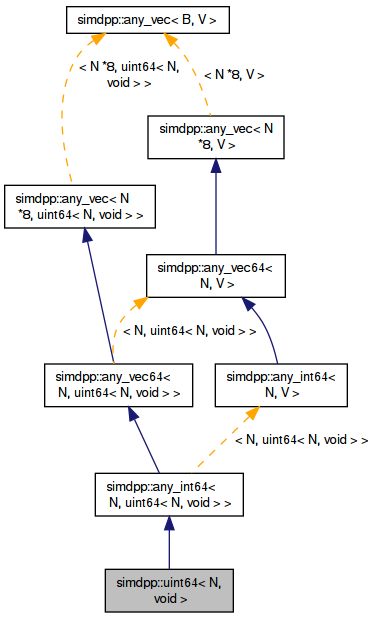 simdpp::any_vec< B, V >
< N *8, uint64< N,
void > >
< N *8, V >
simdpp::any_vec< N
*8, V >
simdpp::any_vec< N
*8, uint64< N, void > >
simdpp::any_vec64<
N, V >
< N, uint64< N, void > >
simdpp::any_vec64<
N, uint64< N, void > >
simdpp::any_int64<
N, V >
< N, uint64< N, void > >
simdpp::any_int64<
N, uint64< N, void > >
simdpp::uint64< N,
void >